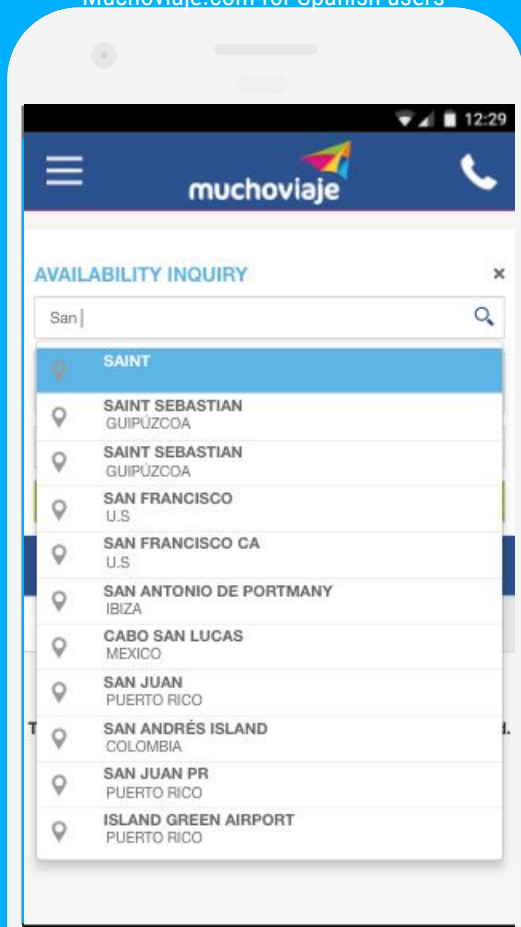 Muchoviaje.com for Spanish users
12:29
muchoviaje
AVAILABILITY INQUIRY
San
SAINT
SAINT SEBASTIAN
GUIPÚZCOA
SAINT SEBASTIAN
GUIPÚZCOA
SAN FRANCISCO
U.S
SAN FRANCISCO CA
U.S
SAN ANTONIO DE PORTMANY
IBIZA
CABO SAN LUCAS
MEXICO
SAN JUAN
PUERTO RICO
SAN ANDRÉS ISLAND
COLOMBIA
SAN JUAN PR
PUERTO RICO
ISLAND GREEN AIRPORT
PUERTO RICO